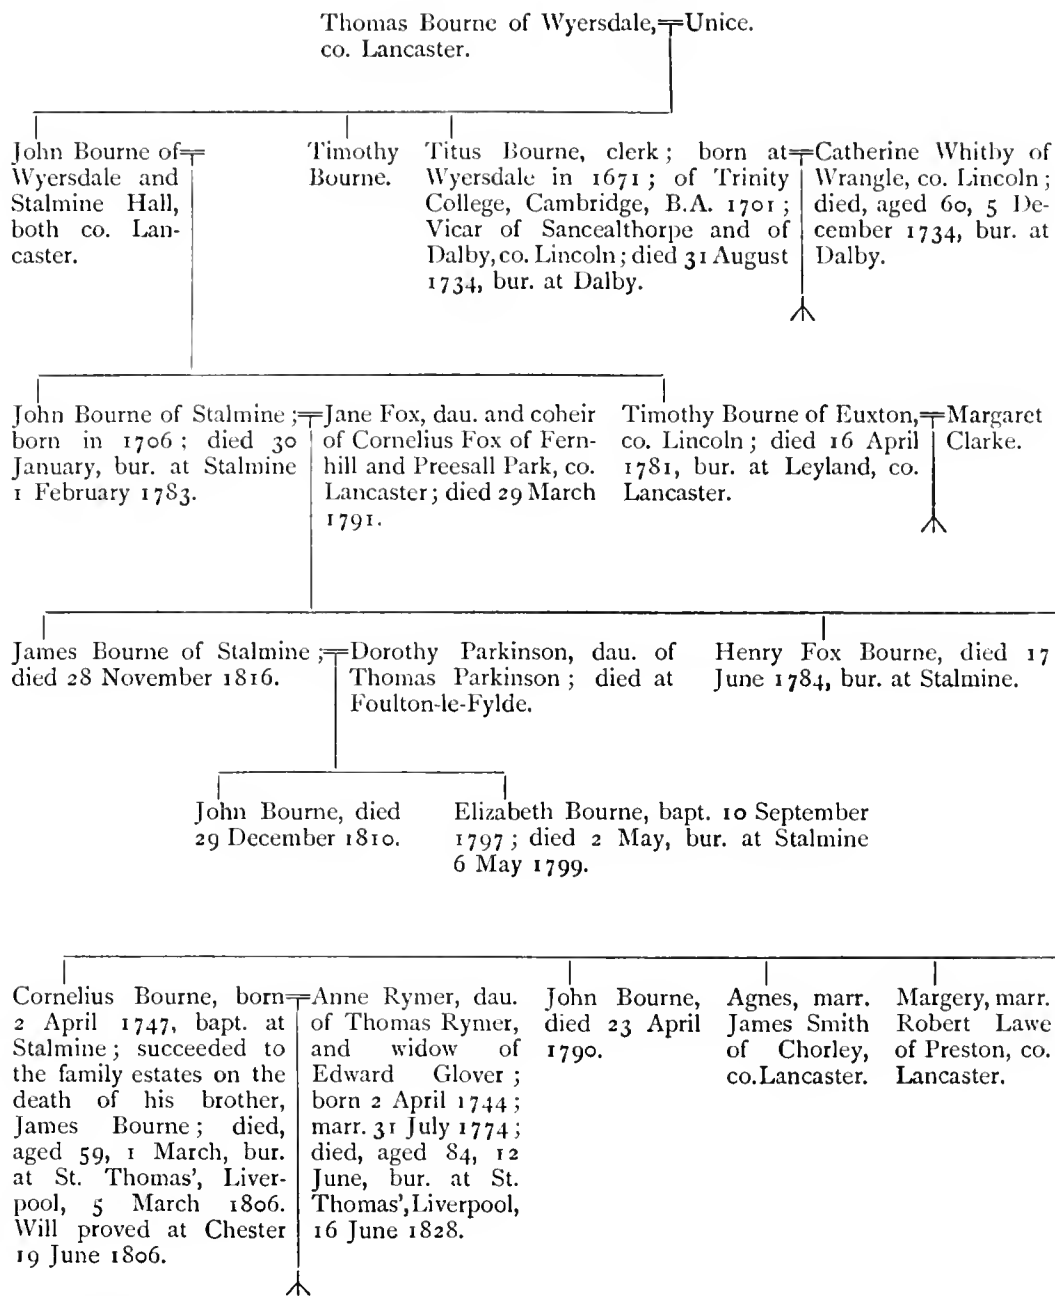 Thomas Bourne of Wyersdale,=Unice.
co. Lancaster.
John Bourne of=
Wyersdale and
Stalmine Hall,
both co. Lan-
caster.
Timothy
Bourne.
Titus Bourne, clerk; born at=
Wyersdale in 1671; of Trinity
College, Cambridge, B.A. 1701;
Vicar of Sancealthorpe and of
Dalby, co. Lincoln; died 31 August
1734, bur. at Dalby.
Catherine Whitby of
Wrangle, co. Lincoln;
died, aged 60, 5 De-
cember 1734, bur. at
Dalby.
John Bourne of Stalmine;=
born in 1706; died 30
January, bur. at Stalmine
1 February 1783.
Jane Fox, dau. and coheir
of Cornelius Fox of Fern-
hill and Preesall Park, co.
Lancaster; died 29 March
1791.
Timothy Bourne of Euxton,=
co. Lincoln; died 16 April
1781, bur. at Leyland, co.
Lancaster.
Margaret
Clarke.
James Bourne of Stalmine;=
died 28 November 1816.
Dorothy Parkinson, dau. of
Thomas Parkinson; died at
Foulton-le-Fylde.
Henry Fox Bourne, died 17
June 1784, bur. at Stalmine.
John Bourne, died
29 December 1810.
Elizabeth Bourne, bapt. 10 September
1797; died 2 May, bur. at Stalmine
6 May 1799.
Cornelius Bourne, born=
2 April 1747, bapt. at
Stalmine; succeeded to
the family estates on the
death of his brother,
James Bourne; died,
aged 59, 1 March, bur.
at St. Thomas', Liver-
pool, 5 March 1806.
Will proved at Chester
19 June 1806.
Anne Rymer, dau.
of Thomas Rymer,
and widow of
Edward Glover;
born 2 April 1744;
marr. 31 July 1774;
died, aged 84, 12
June, bur. at St.
Thomas', Liverpool,
16 June 1828.
John Bourne,
died 23 April
1790.
Agnes, marr.
James Smith
of Chorley,
co. Lancaster.
Margery, marr.
Robert Lawe
of Preston, co.
Lancaster.